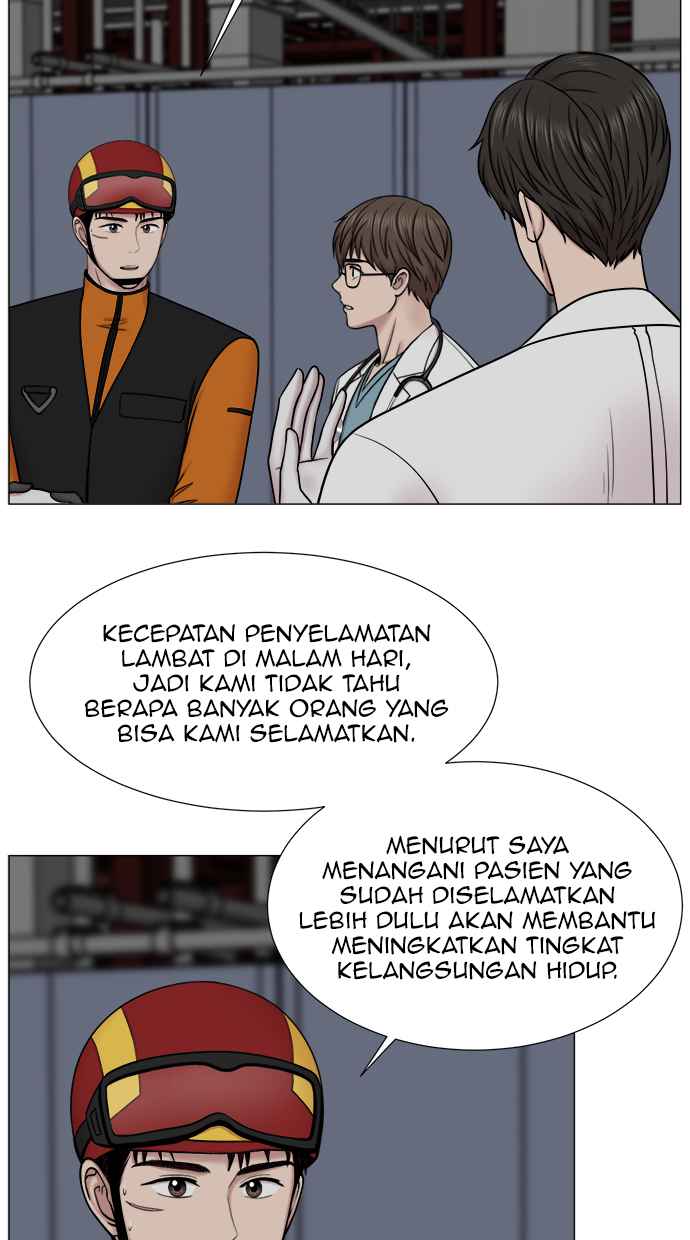 KECEPATAN PENYELAMATAN
LAMBAT DI MALAM HARI,
JADI KAMI TIDAK TAHU
BERAPA BANYAK ORANG YANG
BISA KAMI SELAMATKAN.
MENURUT SAYA
MENANGANI PASIEN YANG
SUDAH DISELAMATKAN
LEBIH DULU AKAN MEMBANTU
MENINGKATKAN TINGKAT
KELANGSUNGAN HIDUP.